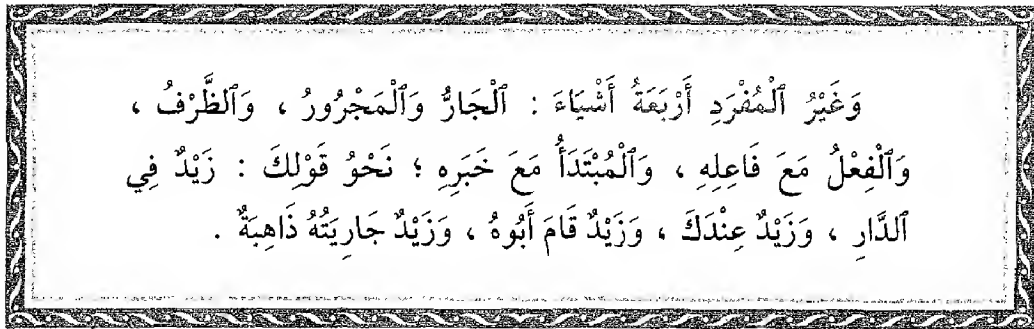 وَغَيْرُ ٱلْمُفْرَدِ أَرْبَعَةُ أَشْيَاءَ : ٱلْجَارُّ وَٱلْمَجْرُورُ ، وَٱلظَّرْفُ ،
وَٱلْفِعْلُ مَعَ فَاعِلِهِ ، وَٱلْمُبْتَدَأُ مَعَ خَبَرِهِ ؛ نَحْوُ قَوْلِكَ : زَيْدٌ فِي
ٱلدَّارِ ، وَزَيْدٌ عِنْدَكَ ، وَزَيْدٌ قَامَ أَبُوهُ ، وَزَيْدٌ جَارِيَتُهُ ذَاهِبَةٌ .